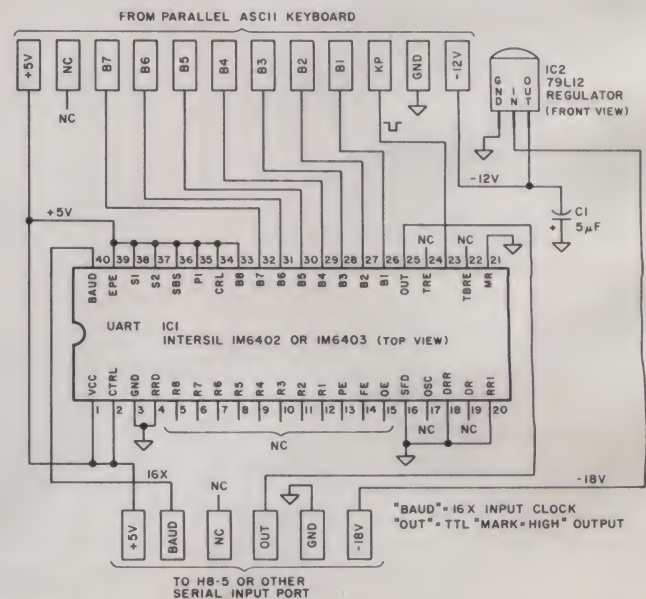 FROM PARALLEL ASCII KEYBOARD
+5V NC B7 B6 B5 B4 B3 B2 B1 KP GND -12V
NC
GND IN OUT
IC2
79L12
REGULATOR
(FRONT VIEW)
-12V
+5V
C1
+ 5µF
NC NC
40 39 38 37 36 35 34 33 32 31 30 29 28 27 26 25 24 23 22 21
BAUD EPE S1 S2 SBS PI CRL B8 B7 B6 B5 B4 B3 B2 B1 OUT TRE TBRE MR
UART IC1
INTERSIL IM6402 OR IM6403 (TOP VIEW)
VCC CTRL GND RRD R8 R7 R6 R5 R4 R3 R2 R1 PE FE OE SFD OSC DRR DR RR1
1 2 3 4 5 6 7 8 9 10 11 12 13 14 15 16 17 18 19 20
NC NC NC
16X
NC
-18V
+5V BAUD NC OUT GND -18V
"BAUD"=16X INPUT CLOCK
"OUT"=TTL "MARK=HIGH" OUTPUT
TO H8-5 OR OTHER
SERIAL INPUT PORT